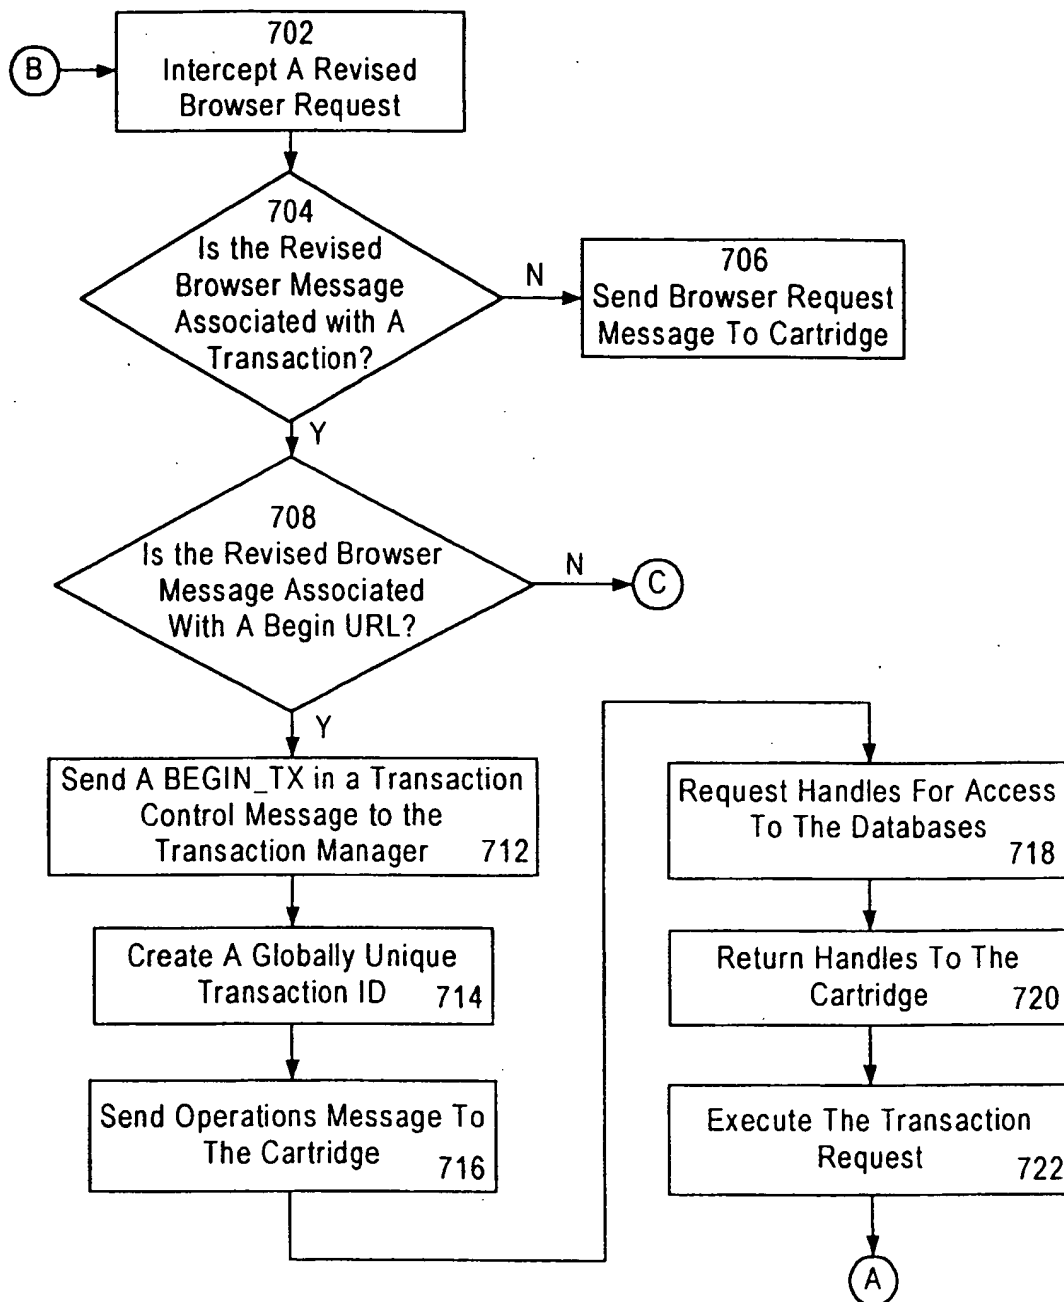 B
702
Intercept A Revised
Browser Request
704
Is the Revised
Browser Message
Associated with A
Transaction?
N
706
Send Browser Request
Message To Cartridge
Y
708
Is the Revised Browser
Message Associated
With A Begin URL?
N
C
Y
Send A BEGIN_TX in a Transaction
Control Message to the
Transaction Manager 712
Create A Globally Unique
Transaction ID 714
Send Operations Message To
The Cartridge 716
Request Handles For Access
To The Databases
718
Return Handles To The
Cartridge 720
Execute The Transaction
Request 722
A